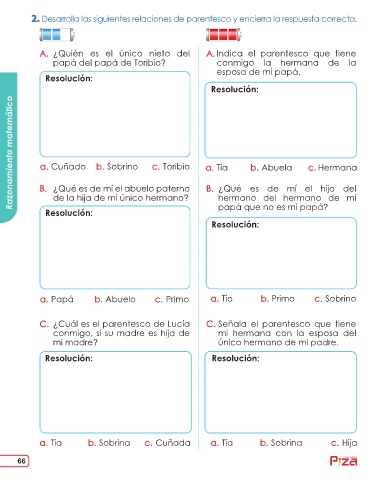 2. Desarrolla las siguientes relaciones de parentesco y encierra la respuesta correcta.
A. ¿Quién es el único nieto del
papá del papá de Toribio?
Resolución:
a. Cuñado b. Sobrino c. Toribio
B. ¿Qué es de mí el abuelo paterno
de la hija de mi único hermano?
Resolución:
a. Papá b. Abuelo c. Primo
C. ¿Cuál es el parentesco de Lucía
conmigo, si su madre es hija de
mi madre?
Resolución:
a. Tía b. Sobrina c. Cuñada
A. Indica el parentesco que tiene
conmigo la hermana de la
esposa de mi papá.
Resolución:
a. Tía b. Abuela c. Hermana
B. ¿Qué es de mí el hijo del
hermano del hermano de mi
papá que no es mi papá?
Resolución:
a. Tío b. Primo c. Sobrino
C. Señala el parentesco que tiene
mi hermana con la esposa del
único hermano de mi padre.
Resolución:
a. Tía b. Sobrina c. Hija
Razonamiento matemático
66